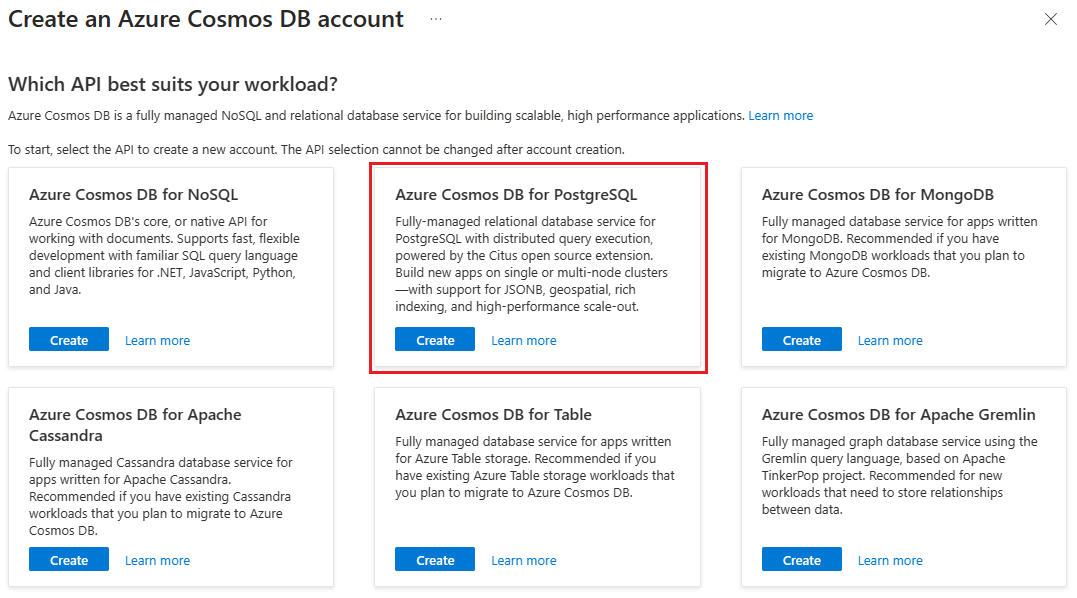 Create an Azure Cosmos DB account ...
Which API best suits your workload?
Azure Cosmos DB is a fully managed NoSQL and relational database service for building scalable, high performance applications. Learn more
To start, select the API to create a new account. The API selection cannot be changed after account creation.
Azure Cosmos DB for NoSQL
Azure Cosmos DB's core, or native API for
working with documents. Supports fast, flexible
development with familiar SQL query language
and client libraries for .NET, JavaScript, Python,
and Java.
Create Learn more
Azure Cosmos DB for PostgreSQL
Fully-managed relational database service for
PostgreSQL with distributed query execution,
powered by the Citus open source extension.
Build new apps on single or multi-node clusters
—with support for JSONB, geospatial, rich
indexing, and high-performance scale-out.
Create Learn more
Azure Cosmos DB for MongoDB
Fully managed database service for apps written
for MongoDB. Recommended if you have
existing MongoDB workloads that you plan to
migrate to Azure Cosmos DB.
Create Learn more
Azure Cosmos DB for Apache
Cassandra
Fully managed Cassandra database service for
apps written for Apache Cassandra.
Recommended if you have existing Cassandra
workloads that you plan to migrate to Azure
Cosmos DB.
Create Learn more
Azure Cosmos DB for Table
Fully managed database service for apps written
for Azure Table storage. Recommended if you
have existing Azure Table storage workloads that
you plan to migrate to Azure Cosmos DB.
Create Learn more
Azure Cosmos DB for Apache Gremlin
Fully managed graph database service using the
Gremlin query language, based on Apache
TinkerPop project. Recommended for new
workloads that need to store relationships
between data.
Create Learn more